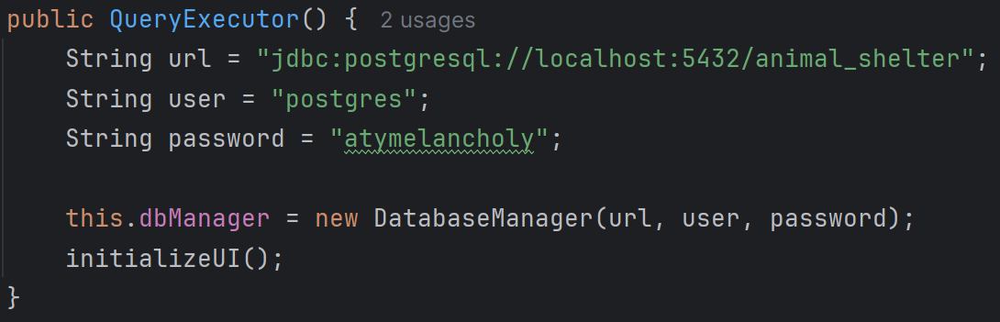 public QueryExecutor() { 2 usages
String url = "jdbc:postgresql://localhost:5432/animal_shelter";
String user = "postgres";
String password = "atymelancholy";
this.dbManager = new DatabaseManager(url, user, password);
initializeUI();
}